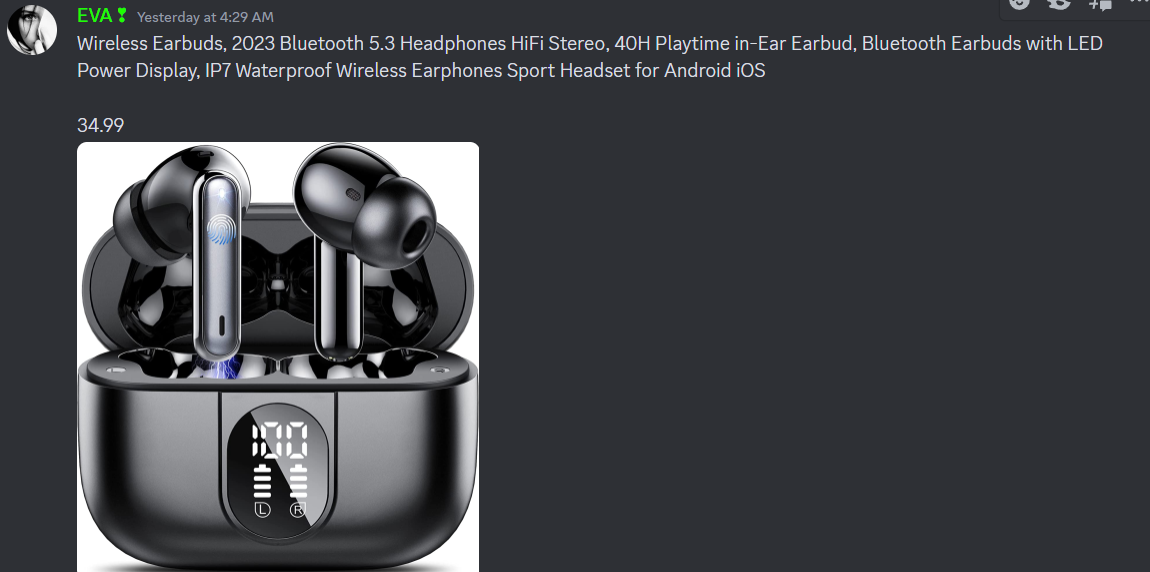 EVA❣ Yesterday at 4:29 AM
Wireless Earbuds, 2023 Bluetooth 5.3 Headphones HiFi Stereo, 40H Playtime in-Ear Earbud, Bluetooth Earbuds with LED
Power Display, IP7 Waterproof Wireless Earphones Sport Headset for Android iOS
34.99
100
L R